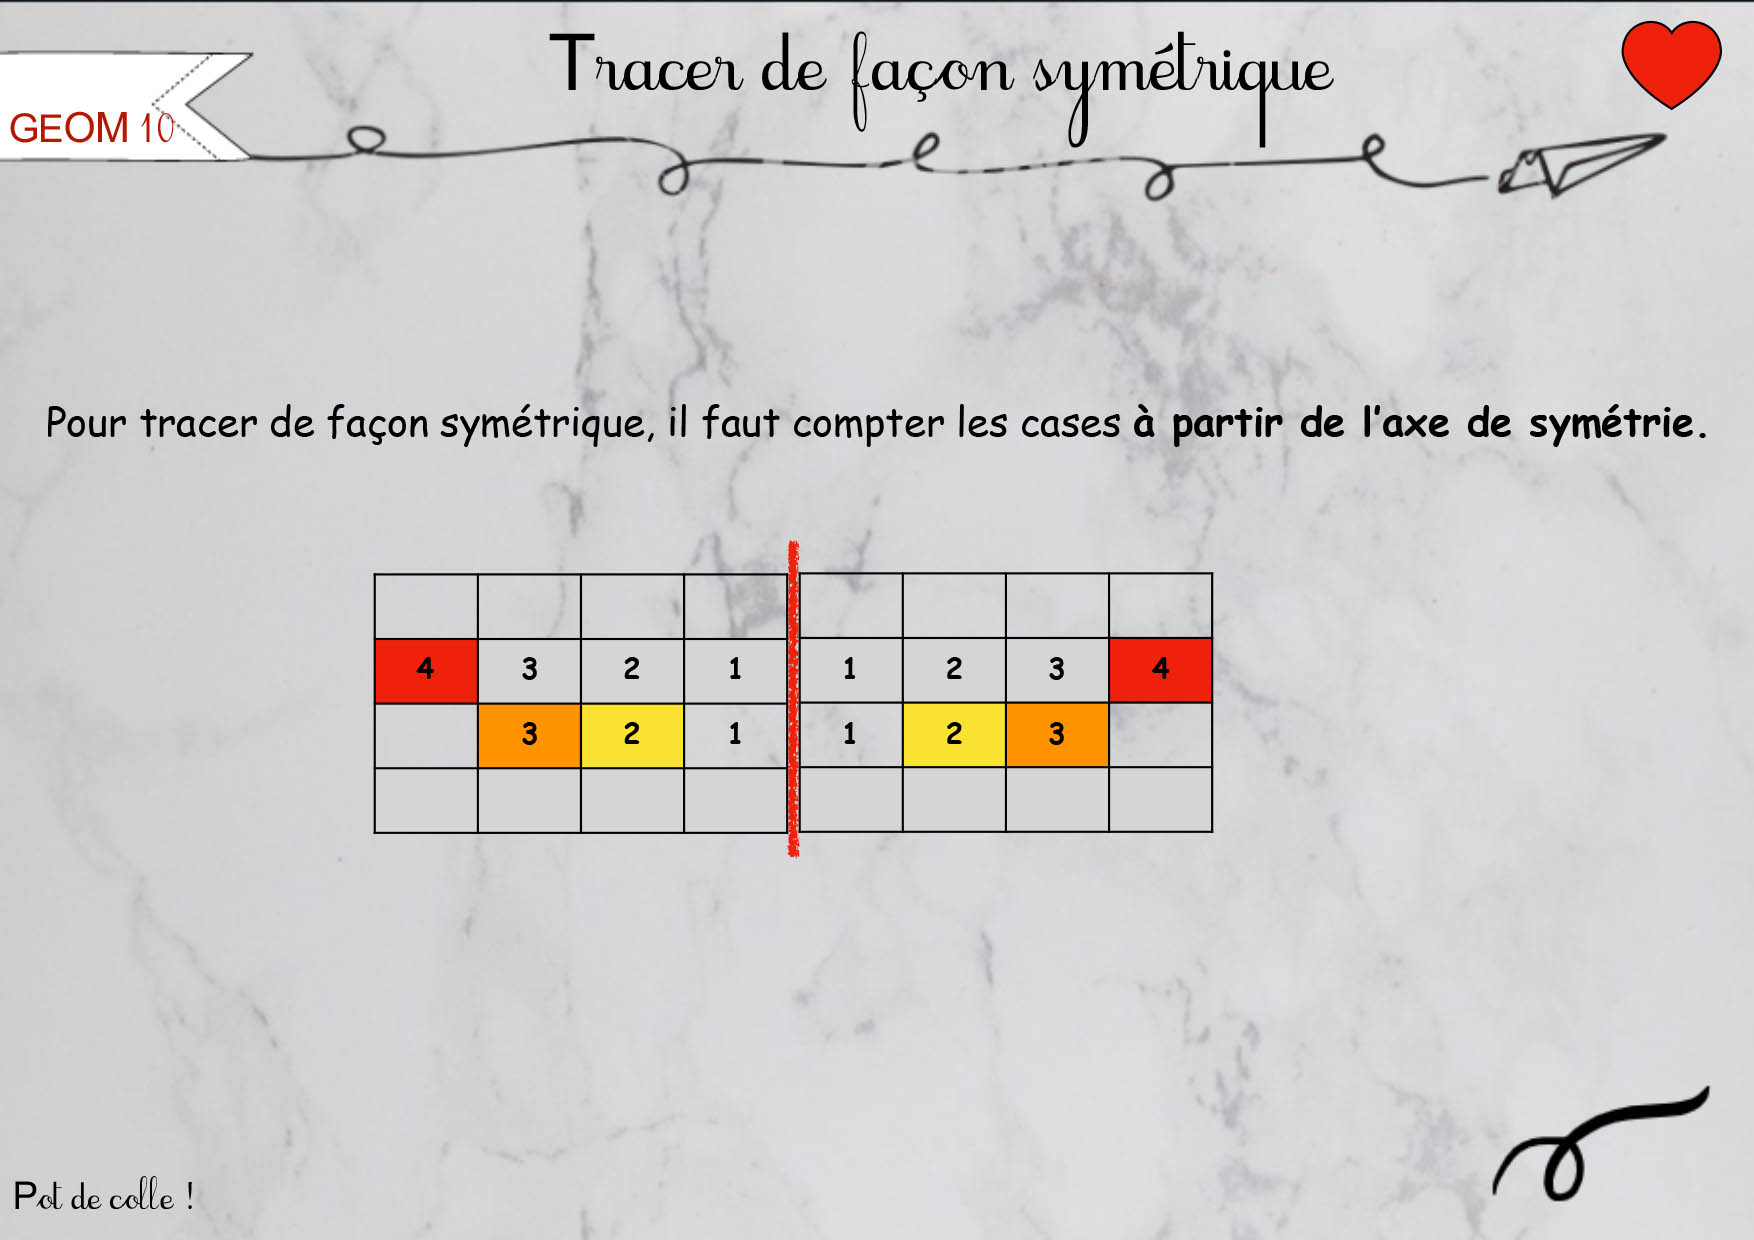 Tracer de façon symétrique
GEOM 10
Pour tracer de façon symétrique, il faut compter les cases à partir de l'axe de symétrie.
4 3 2 1 1 2 3 4
3 2 1 1 2 3
Pot de colle !